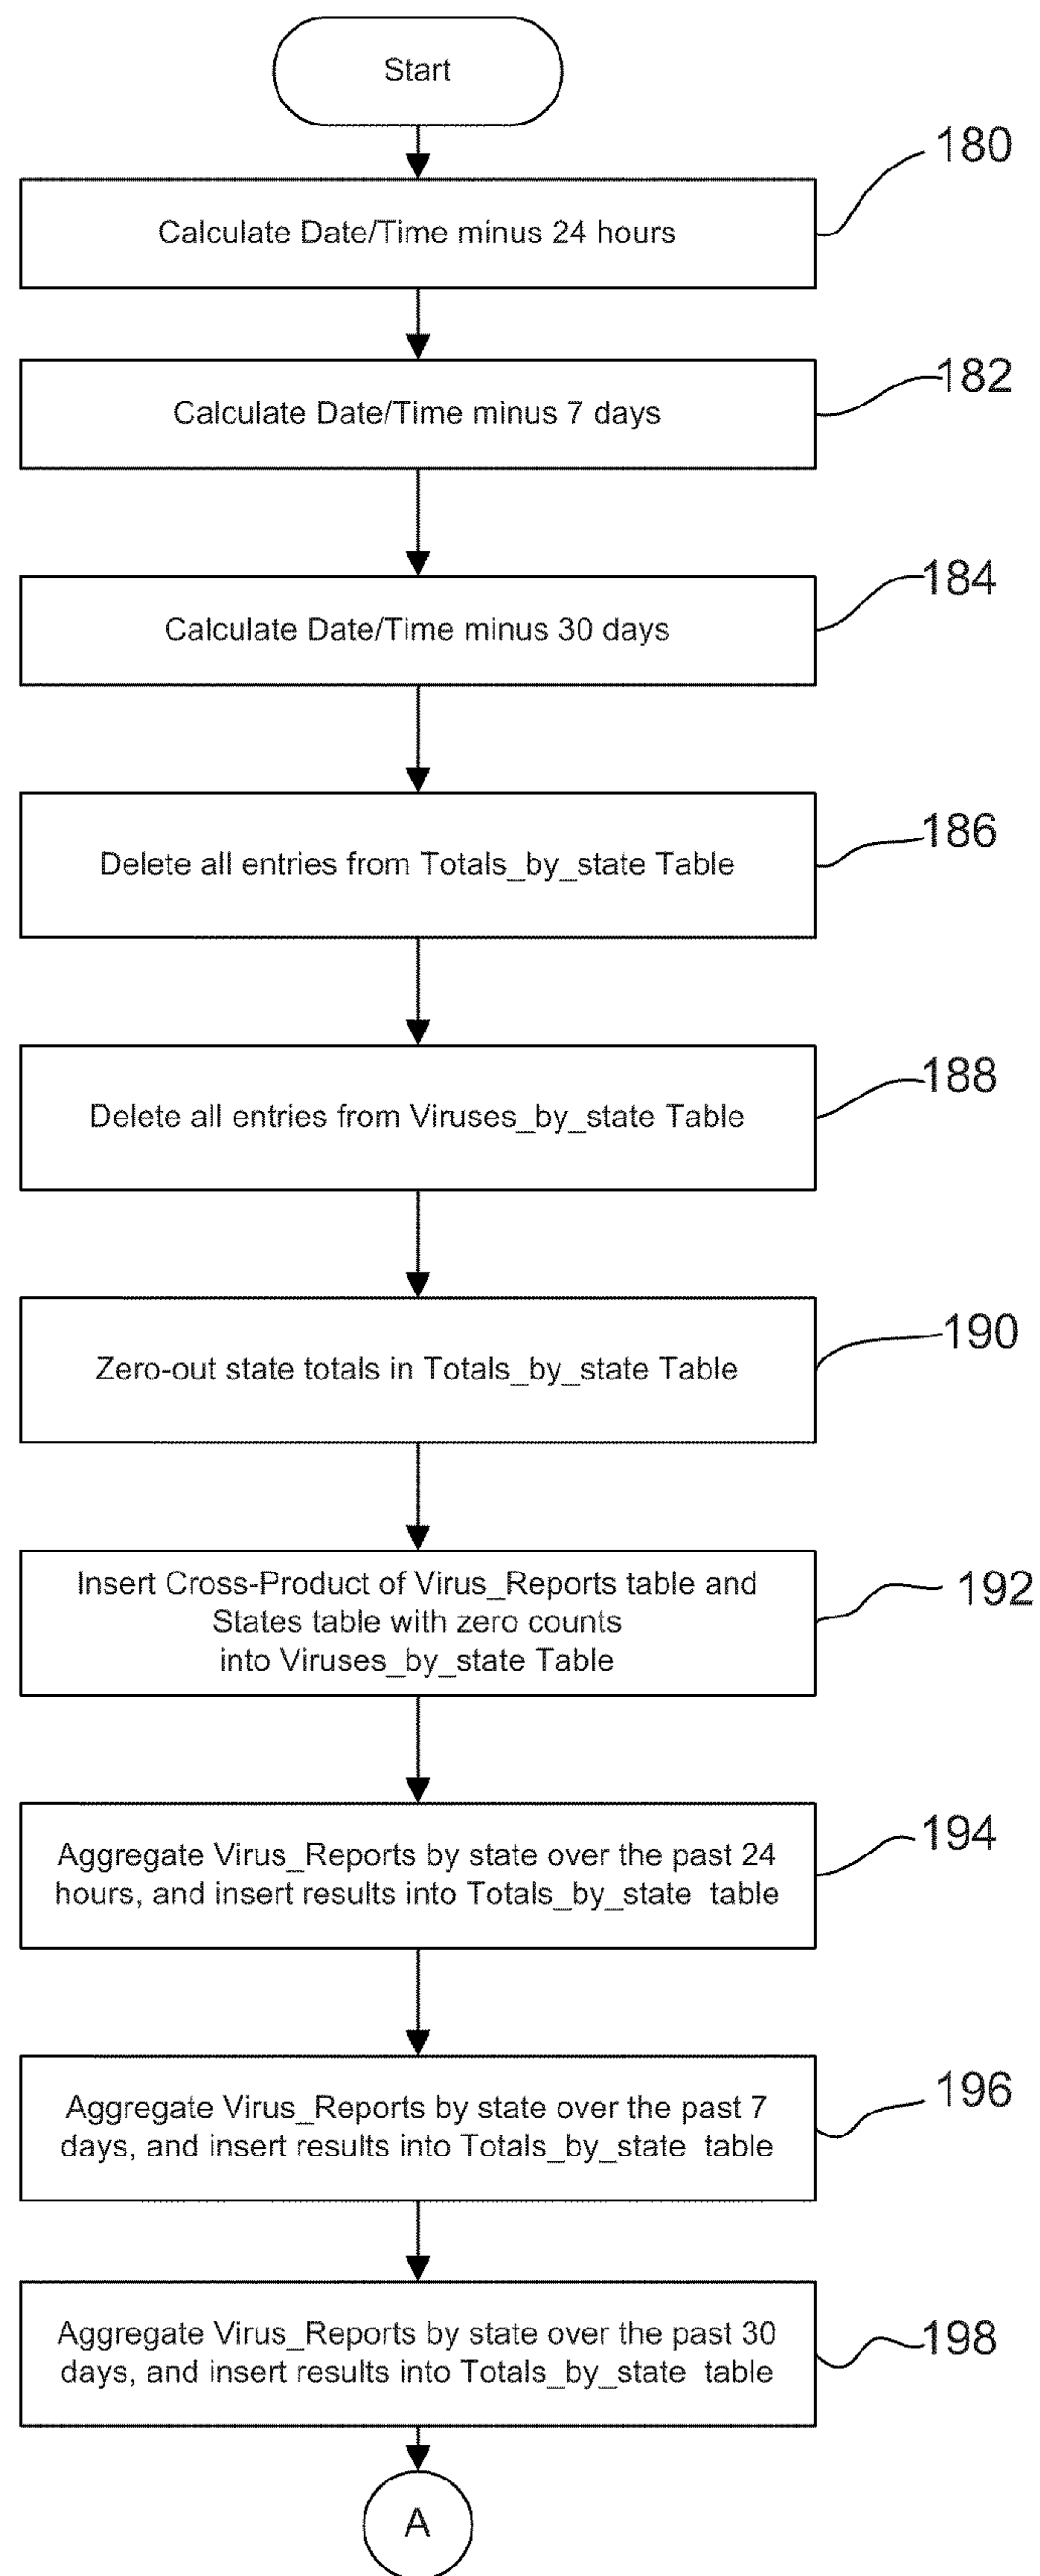 Start
180
Calculate Date/Time minus 24 hours
182
Calculate Date/Time minus 7 days
184
Calculate Date/Time minus 30 days
186
Delete all entries from Totals_by_state Table
188
Delete all entries from Viruses_by_state Table
190
Zero-out state totals in Totals_by_state Table
192
Insert Cross-Product of Virus_Reports table and
States table with zero counts
into Viruses_by_state Table
194
Aggregate Virus_Reports by state over the past 24
hours, and insert results into Totals_by_state table
196
Aggregate Virus_Reports by state over the past 7
days, and insert results into Totals_by_state table
198
Aggregate Virus_Reports by state over the past 30
days, and insert results into Totals_by_state table
A